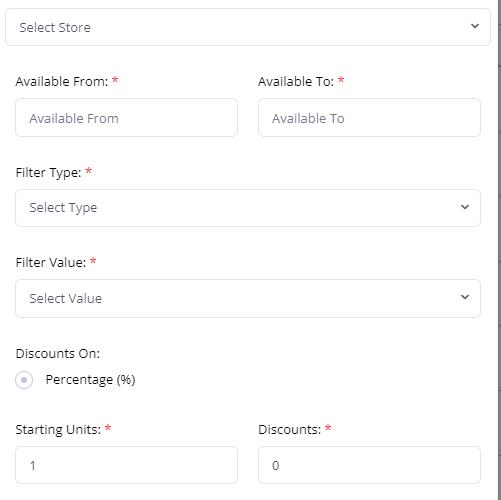 Select Store
Available From: * Available To: *
Available From Available To
Filter Type: *
Select Type
Filter Value: *
Select Value
Discounts On:
Percentage (%)
Starting Units: * Discounts: *
1 0